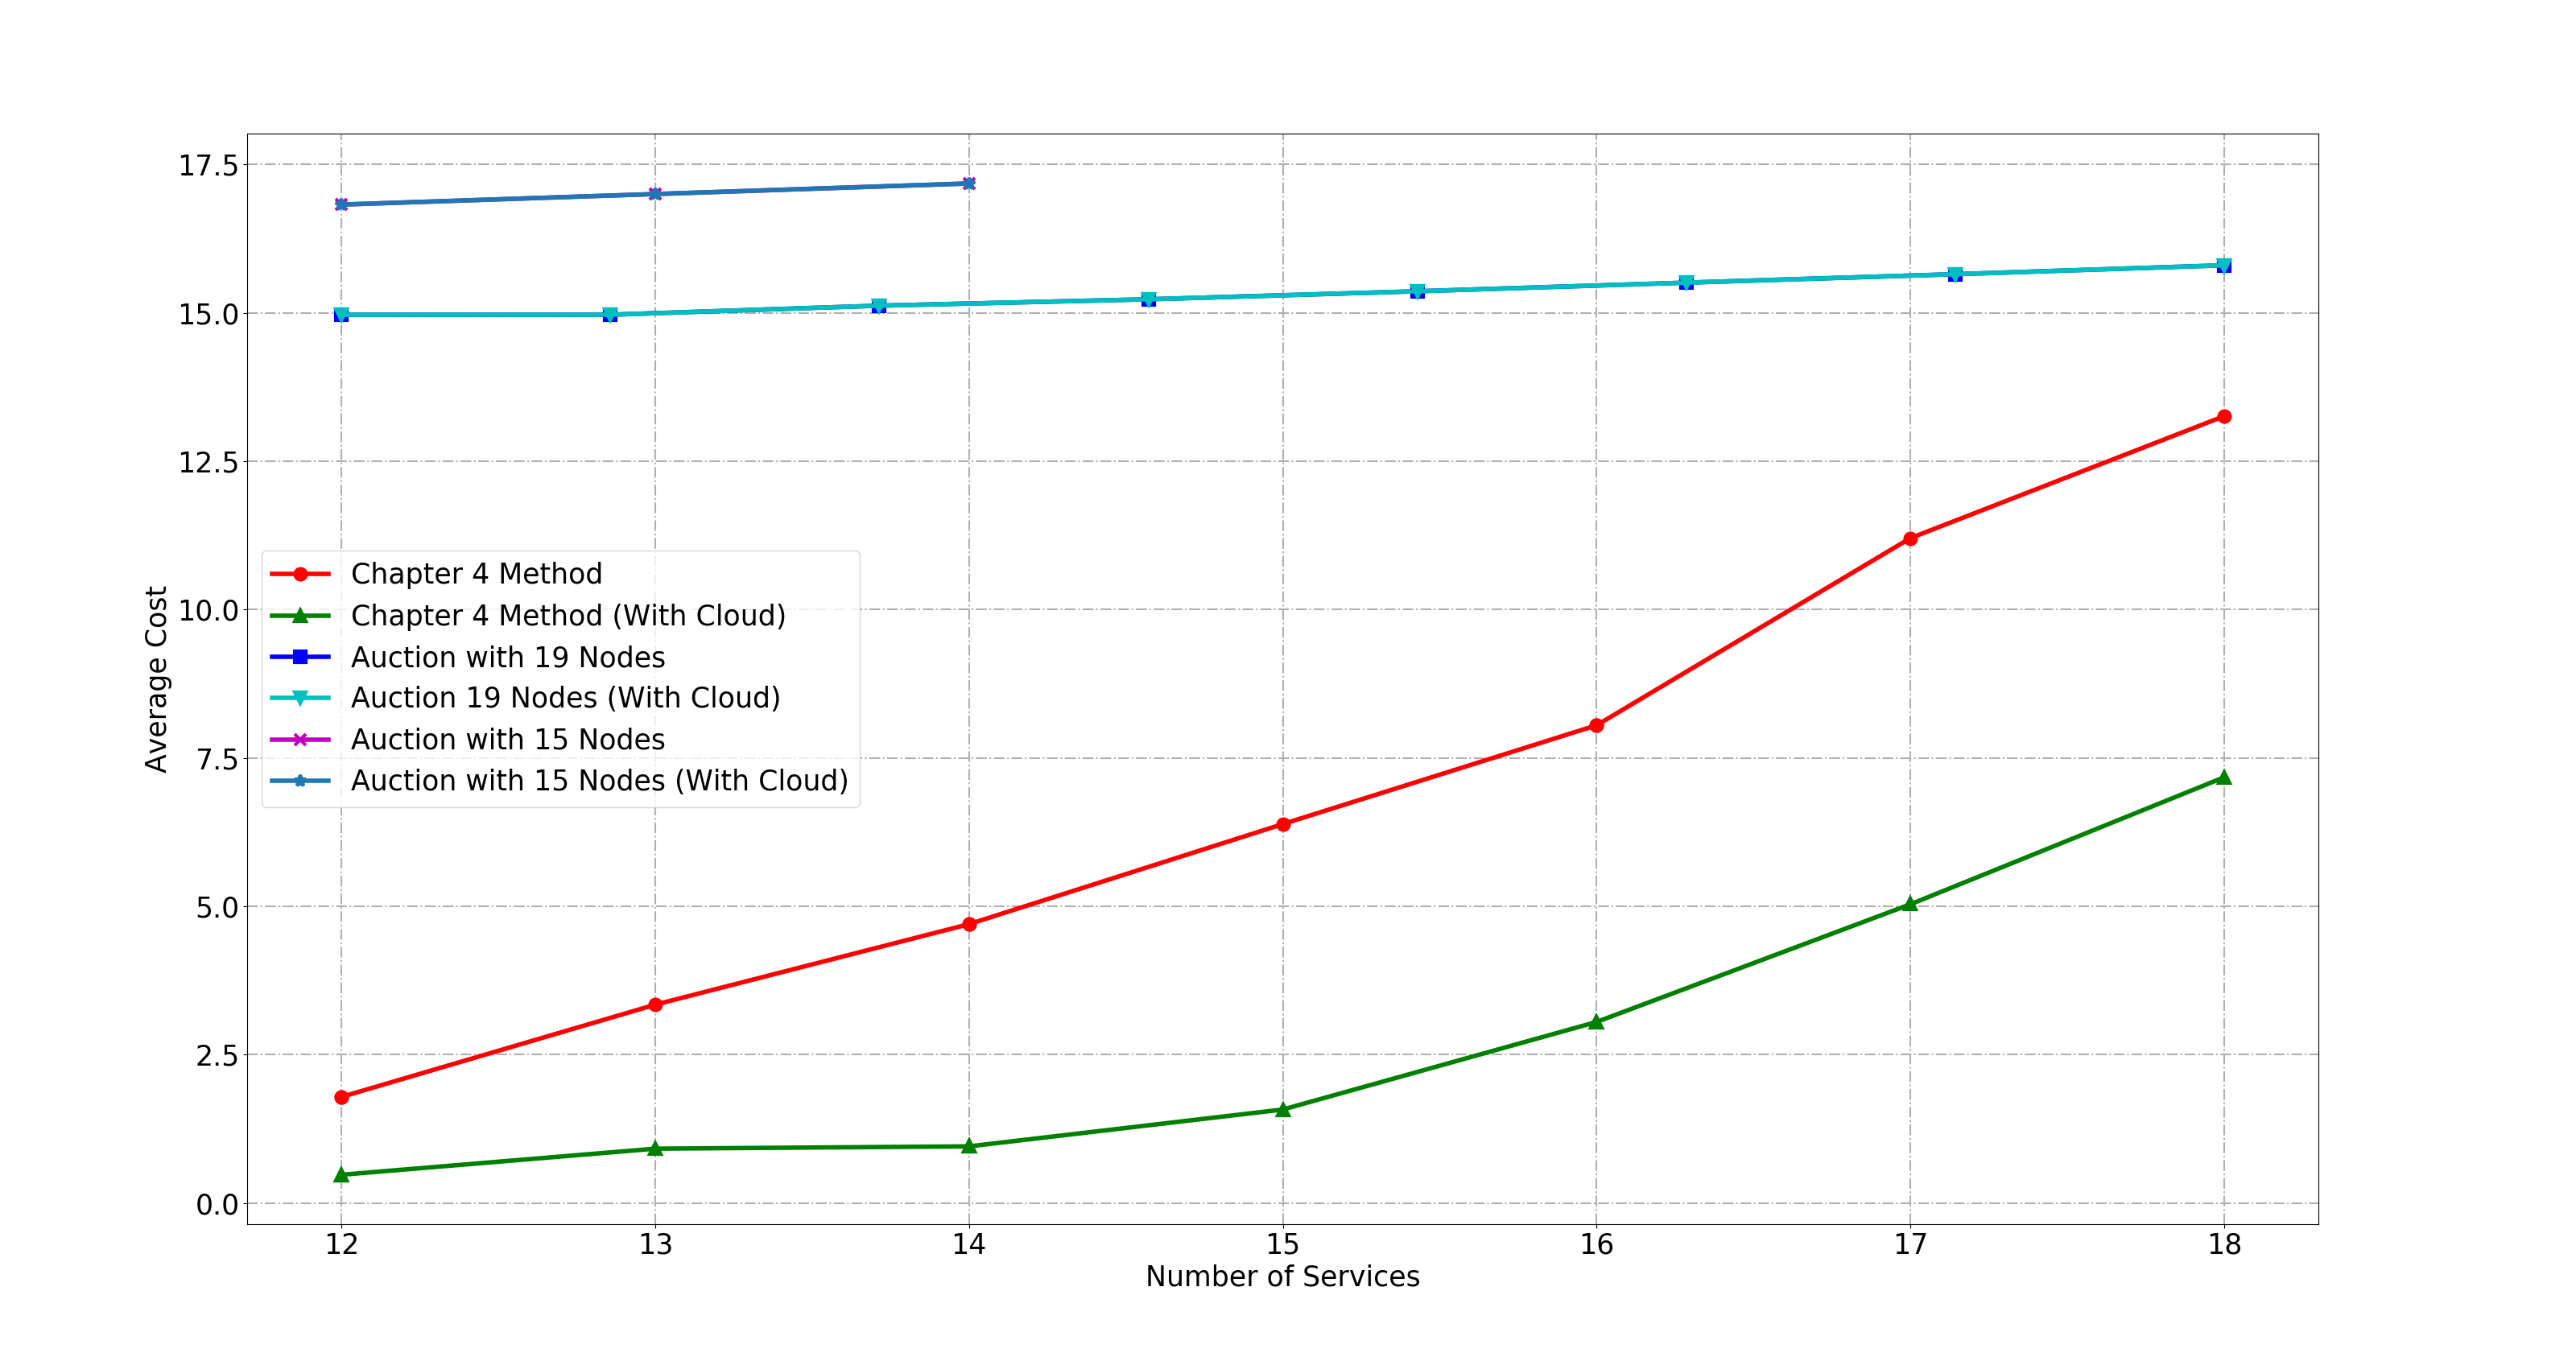 17.5
15.0
12.5
10.0
7.5
5.0
2.5
0.0
Average Cost
Chapter 4 Method
Chapter 4 Method (With Cloud)
Auction with 19 Nodes
Auction 19 Nodes (With Cloud)
Auction with 15 Nodes
Auction with 15 Nodes (With Cloud)
12 13 14 15 16 17 18
Number of Services